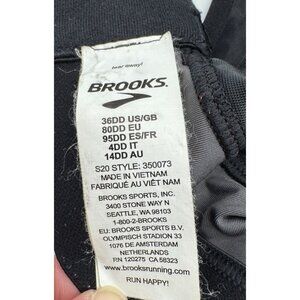 tear away!
BROOKS
36DD US/GB
80DD EU
95DD ES/FR
4DD IT
14DD AU
S20 STYLE: 350073
MADE IN VIETNAM
FABRIQUÉ AU VIÊT NAM
BROOKS SPORTS, INC.
3400 STONE WAY N
SEATTLE, WA 98103
1-800-2-BROOKS
EU: BROOKS SPORTS B.V.
OLYMPISCH STADION 33
1076 DE AMSTERDAM
NETHERLANDS
RN 120275 CA 58323
www.brooksrunning.com
RUN HAPPY!